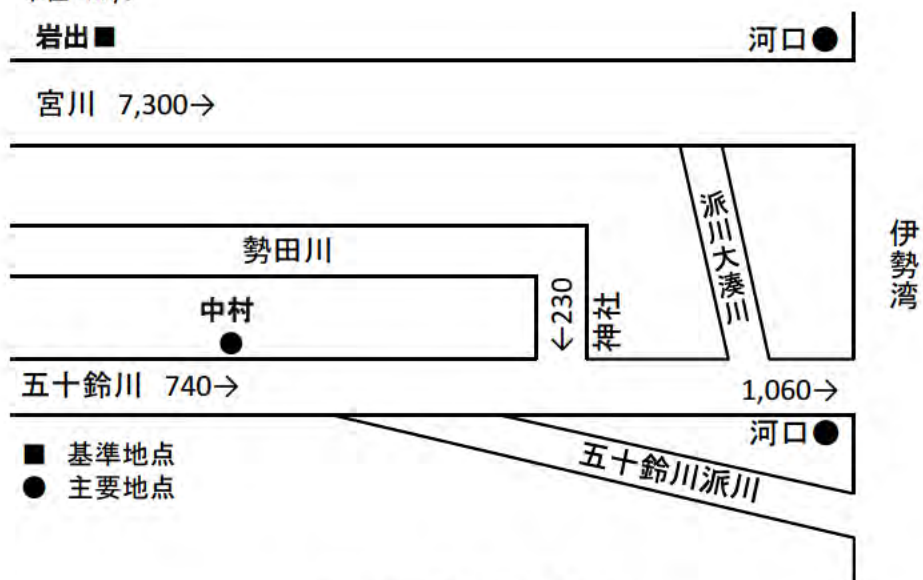 岩出■
河口●
宮川 7,300→
派川大湊川
伊勢湾
勢田川
←230
神社
中村
●
五十鈴川 740→
1,060→
河口●
五十鈴川派川
■ 基準地点
● 主要地点